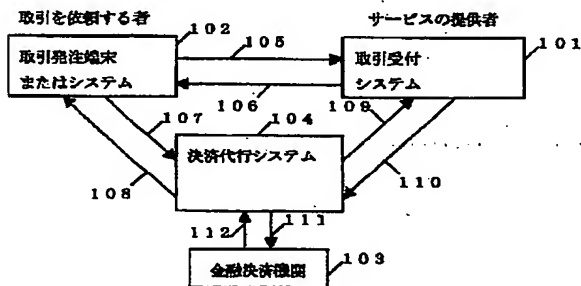 取引を依頼する者
サービスの提供者
102
105
101
取引発注端末
またはシステム
取引受付
システム
106
107
104
109
決済代行システム
108
110
112
111
金融決済機関
103